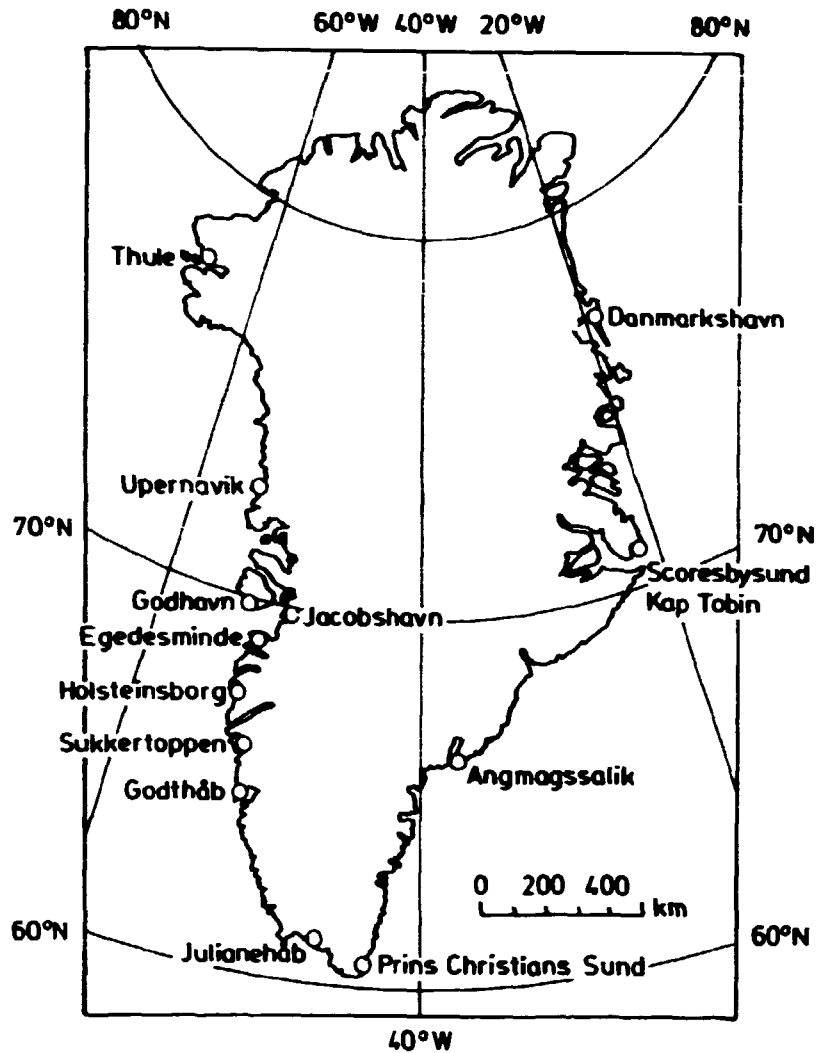 80°N 60°W 40°W 20°W 80°N
Thule
Danmarkshavn
Upernavik
70°N 70°N
Scoresbysund
Kap Tobin
Godhavn
Jacobshavn
Egedesminde
Holsteinsborg
Sukkertoppen
Angmagssalik
Godthåb
0 200 400
km
60°N 60°N
Julianehåb
Prins Christians Sund
40°W